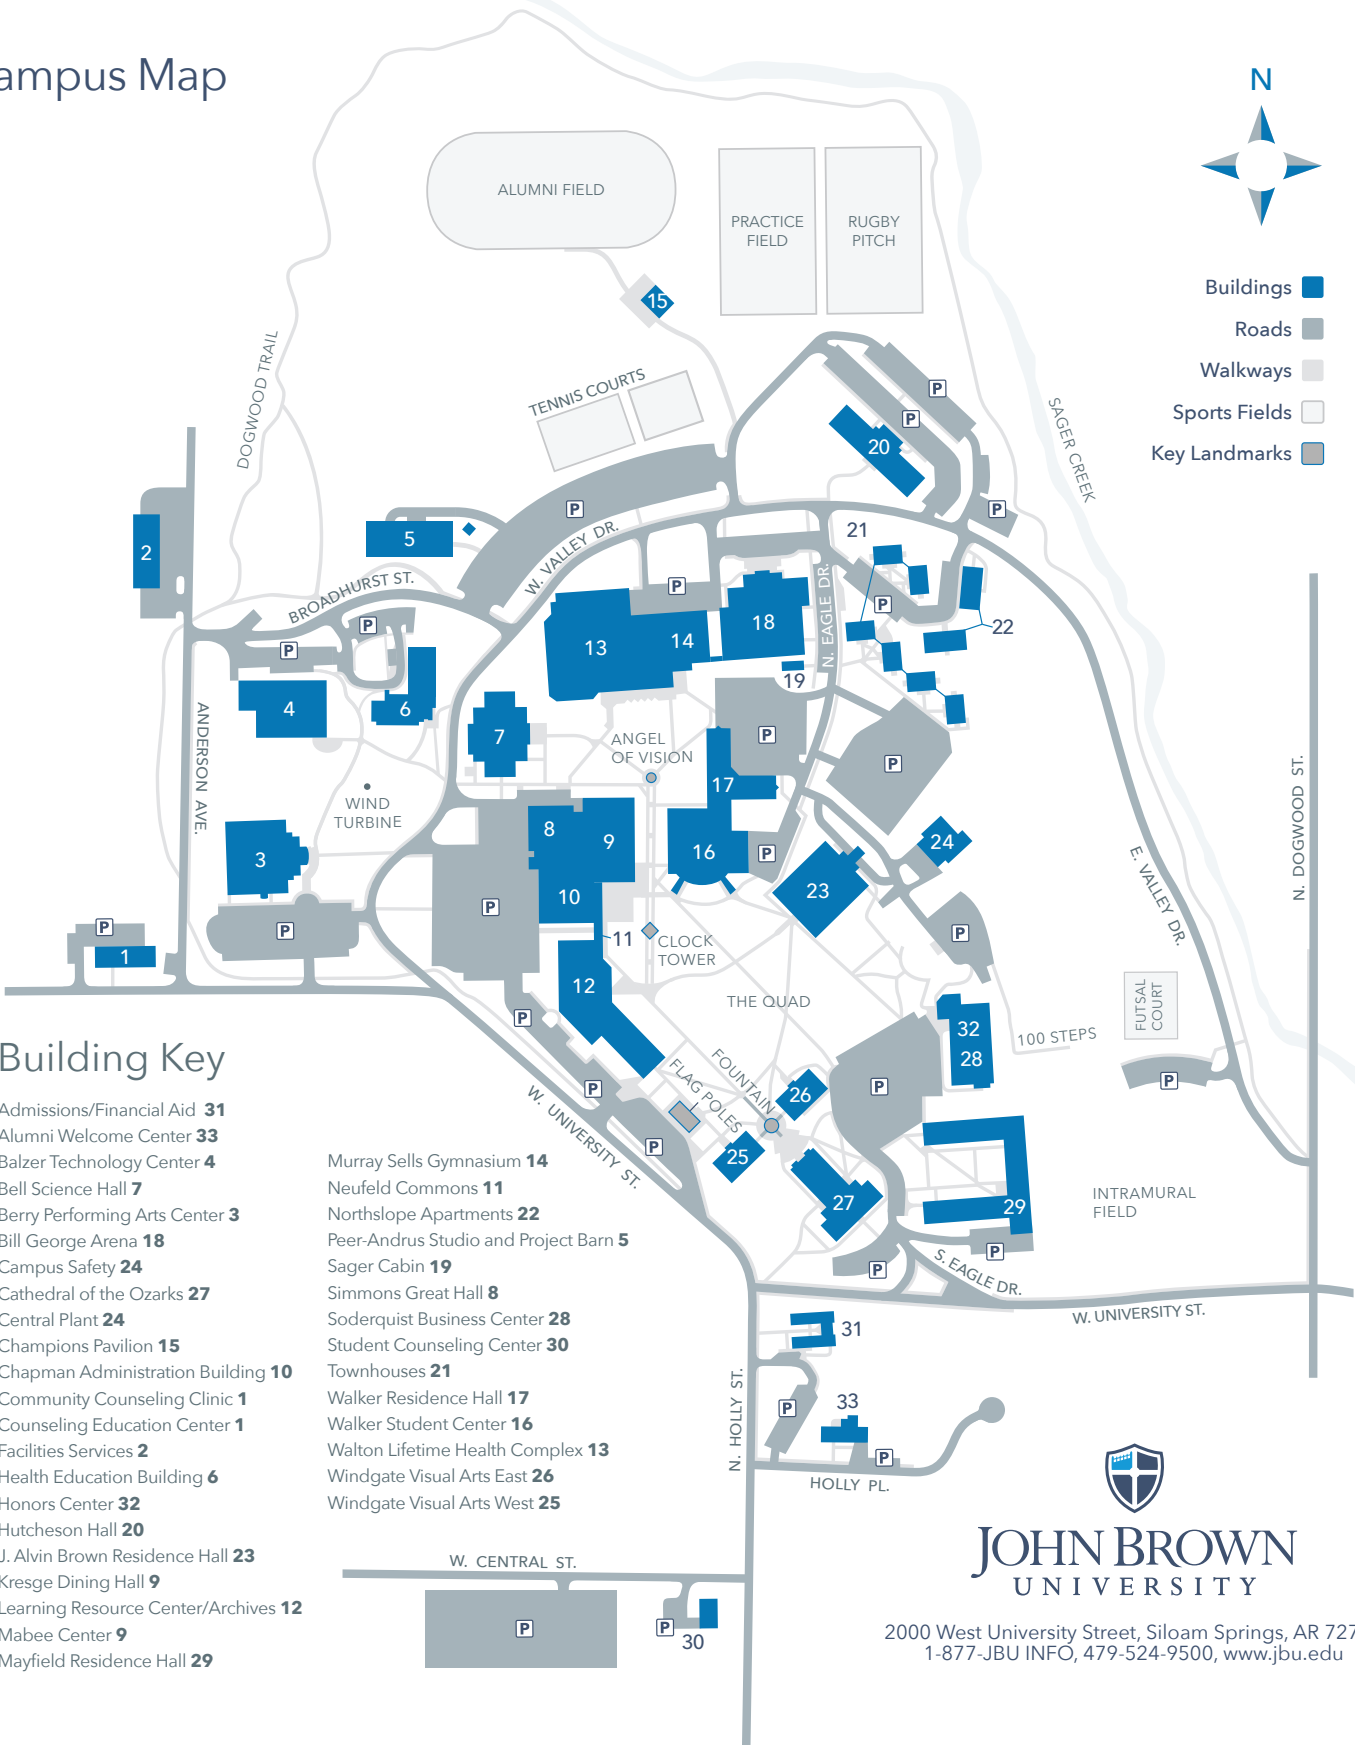 ampus Map
N
ALUMNI FIELD
PRACTICE
FIELD
RUGBY
PITCH
15
Buildings
Roads
Walkways
Sports Fields
Key Landmarks
DOGWOOD TRAIL
TENNIS COURTS
SAGER CREEK
P
P
20
P
P
W. VALLEY DR.
21
2
5
BROADHURST ST.
P
P
P
P
N. EAGLE DR.
22
13
14
18
19
4
6
7
ANDERSON AVE.
ANGEL
OF VISION
P
P
17
WIND
TURBINE
N. DOGWOOD ST.
3
8
9
16
P
24
10
23
E. VALLEY DR.
P
P
P
P
1
11
CLOCK
TOWER
12
THE QUAD
FUTSAL
COURT
P
32
28
100 STEPS
FOUNTAIN
FLAG POLES
P
P
P
26
W. UNIVERSITY ST.
P
25
27
29
INTRAMURAL
FIELD
P
P
S. EAGLE DR.
W. UNIVERSITY ST.
31
N. HOLLY ST.
33
P
P
HOLLY PL.
W. CENTRAL ST.
P
P
30
Building Key
Admissions/Financial Aid 31
Alumni Welcome Center 33
Balzer Technology Center 4
Bell Science Hall 7
Berry Performing Arts Center 3
Bill George Arena 18
Campus Safety 24
Cathedral of the Ozarks 27
Central Plant 24
Champions Pavilion 15
Chapman Administration Building 10
Community Counseling Clinic 1
Counseling Education Center 1
Facilities Services 2
Health Education Building 6
Honors Center 32
Hutcheson Hall 20
J. Alvin Brown Residence Hall 23
Kresge Dining Hall 9
Learning Resource Center/Archives 12
Mabee Center 9
Mayfield Residence Hall 29
Murray Sells Gymnasium 14
Neufeld Commons 11
Northslope Apartments 22
Peer-Andrus Studio and Project Barn 5
Sager Cabin 19
Simmons Great Hall 8
Soderquist Business Center 28
Student Counseling Center 30
Townhouses 21
Walker Residence Hall 17
Walker Student Center 16
Walton Lifetime Health Complex 13
Windgate Visual Arts East 26
Windgate Visual Arts West 25
JOHN BROWN
UNIVERSITY
2000 West University Street, Siloam Springs, AR 727
1-877-JBU INFO, 479-524-9500, www.jbu.edu